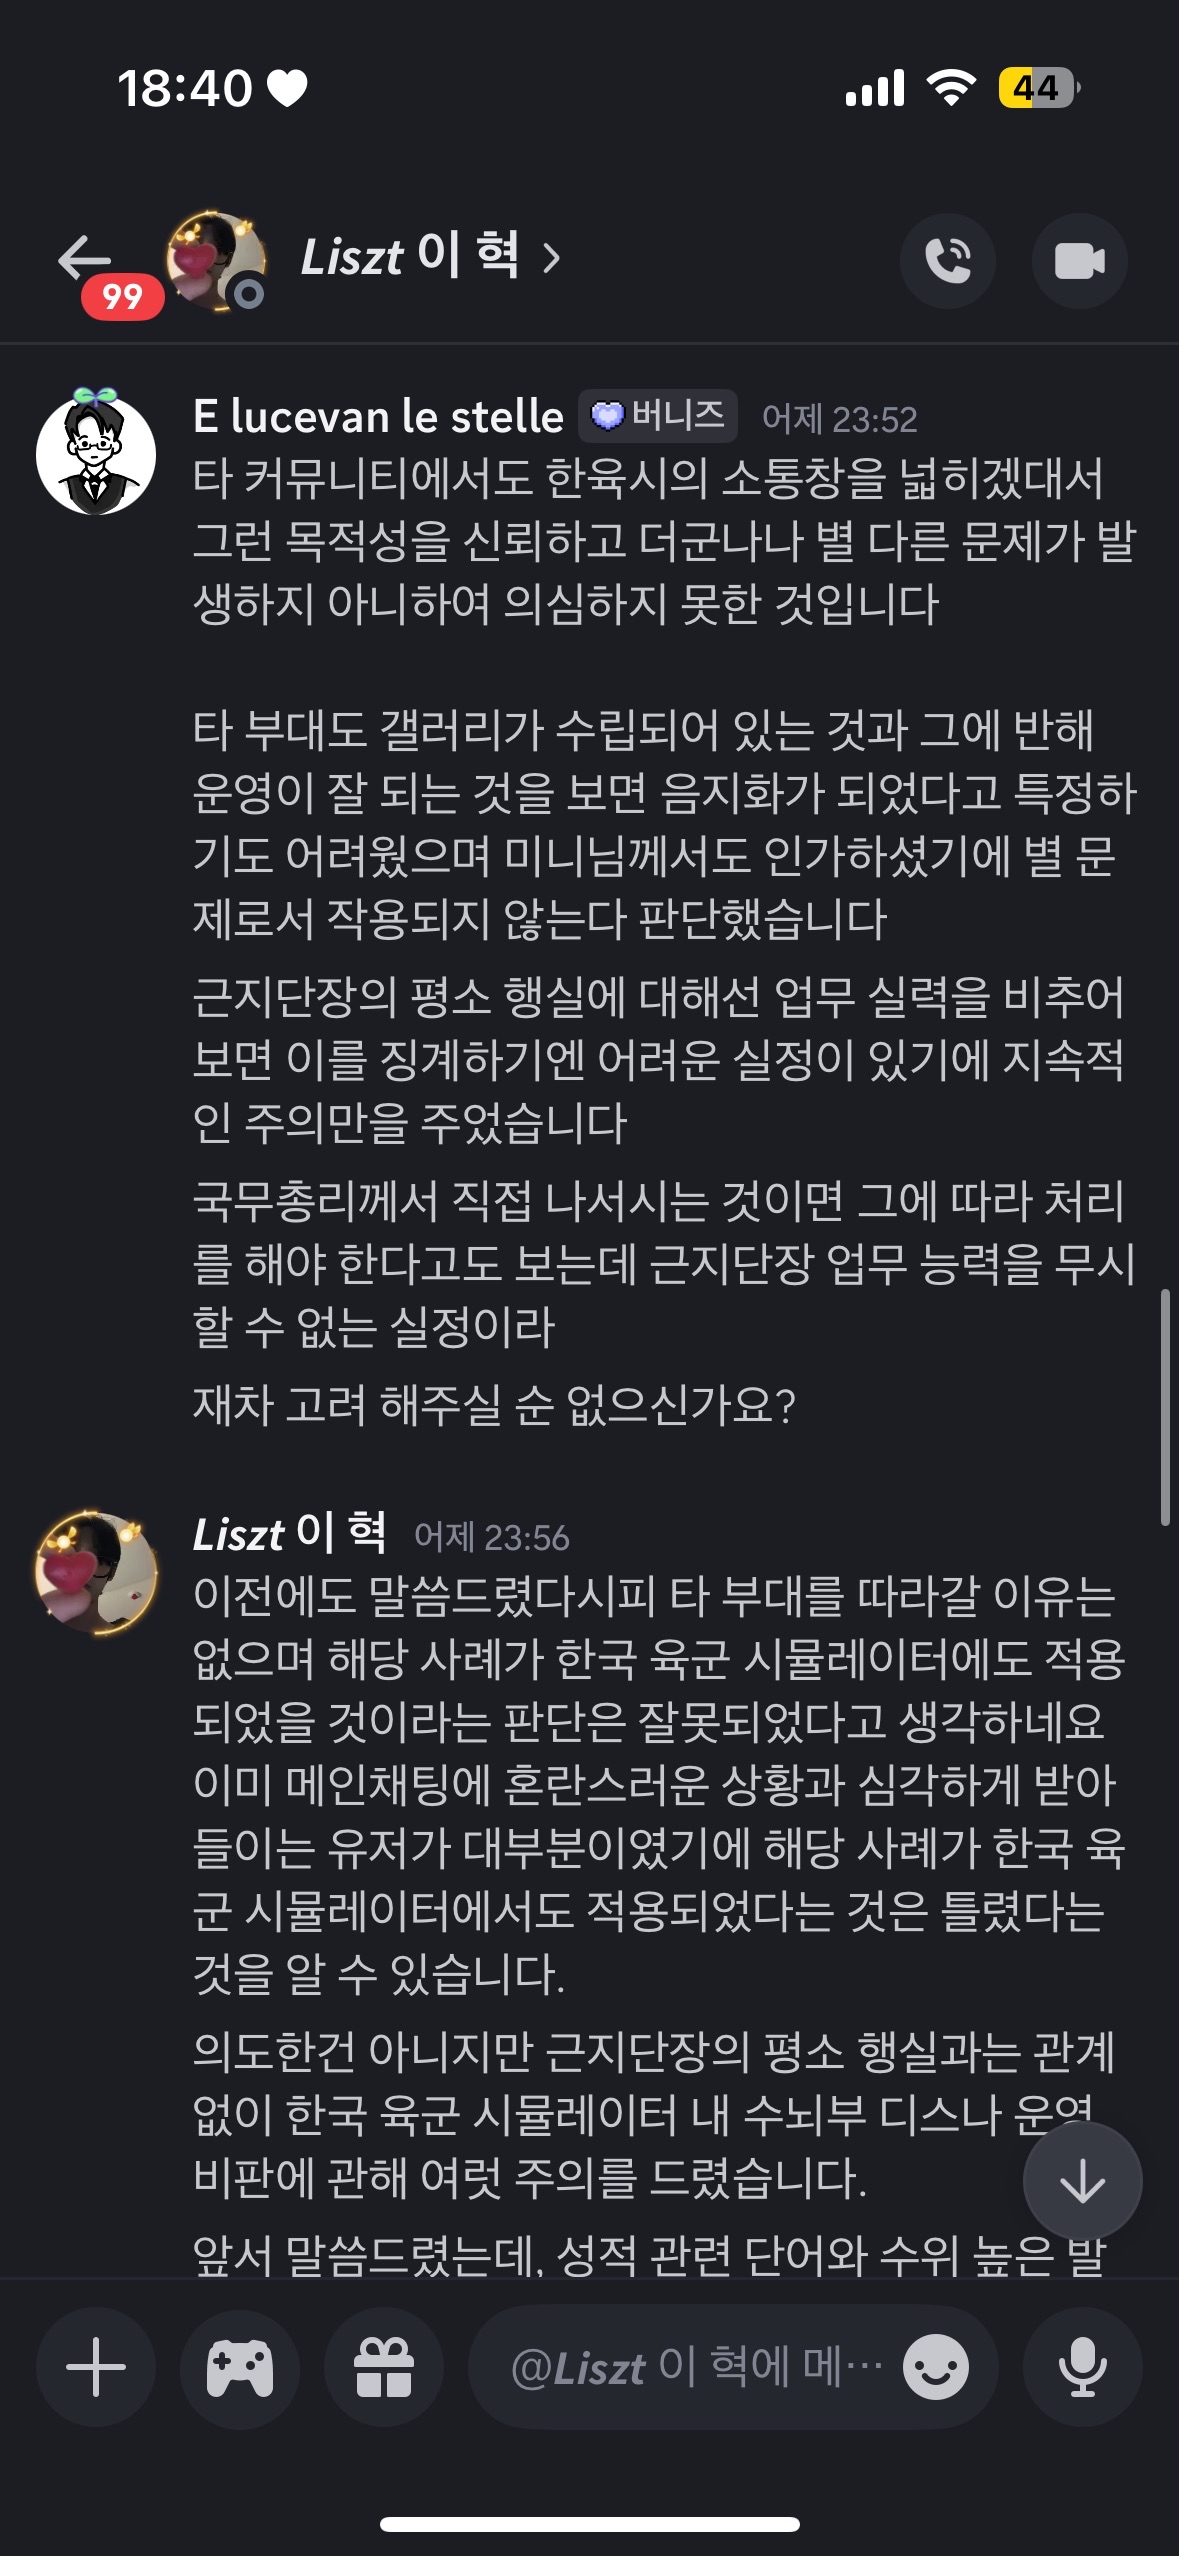 18:40
44
99
Liszt 이 혁
E lucevan le stelle 버니즈 어제 23:52
타 커뮤니티에서도 한육시의 소통창을 넓히겠대서
그런 목적성을 신뢰하고 더군나나 별 다른 문제가 발
생하지 아니하여 의심하지 못한 것입니다
타 부대도 갤러리가 수립되어 있는 것과 그에 반해
운영이 잘 되는 것을 보면 음지화가 되었다고 특정하
기도 어려웠으며 미니님께서도 인가하셨기에 별 문
제로서 작용되지 않는다 판단했습니다
근지단장의 평소 행실에 대해선 업무 실력을 비추어
보면 이를 징계하기엔 어려운 실정이 있기에 지속적
인 주의만을 주었습니다
국무총리께서 직접 나서시는 것이면 그에 따라 처리
를 해야 한다고도 보는데 근지단장 업무 능력을 무시
할 수 없는 실정이라
재차 고려 해주실 순 없으신가요?
Liszt 이 혁 어제 23:56
이전에도 말씀드렸다시피 타 부대를 따라갈 이유는
없으며 해당 사례가 한국 육군 시뮬레이터에도 적용
되었을 것이라는 판단은 잘못되었다고 생각하네요
이미 메인채팅에 혼란스러운 상황과 심각하게 받아
들이는 유저가 대부분이였기에 해당 사례가 한국 육
군 시뮬레이터에서도 적용되었다는 것은 틀렸다는
것을 알 수 있습니다.
의도한건 아니지만 근지단장의 평소 행실과는 관계
없이 한국 육군 시뮬레이터 내 수뇌부 디스나 운영
비판에 관해 여럿 주의를 드렸습니다.
앞서 말씀드렸는데, 성적 관련 단어와 수위 높은 발
@Liszt 이 혁에 메…